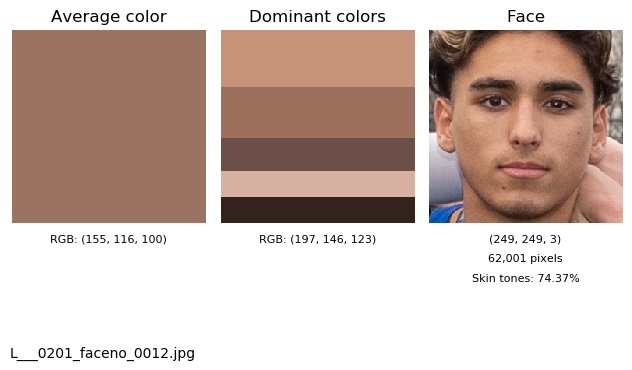 Average color
Dominant colors
Face
RGB: (155, 116, 100)
RGB: (197, 146, 123)
(249, 249, 3)
62,001 pixels
Skin tones: 74.37%
L___0201_faceno_0012.jpg